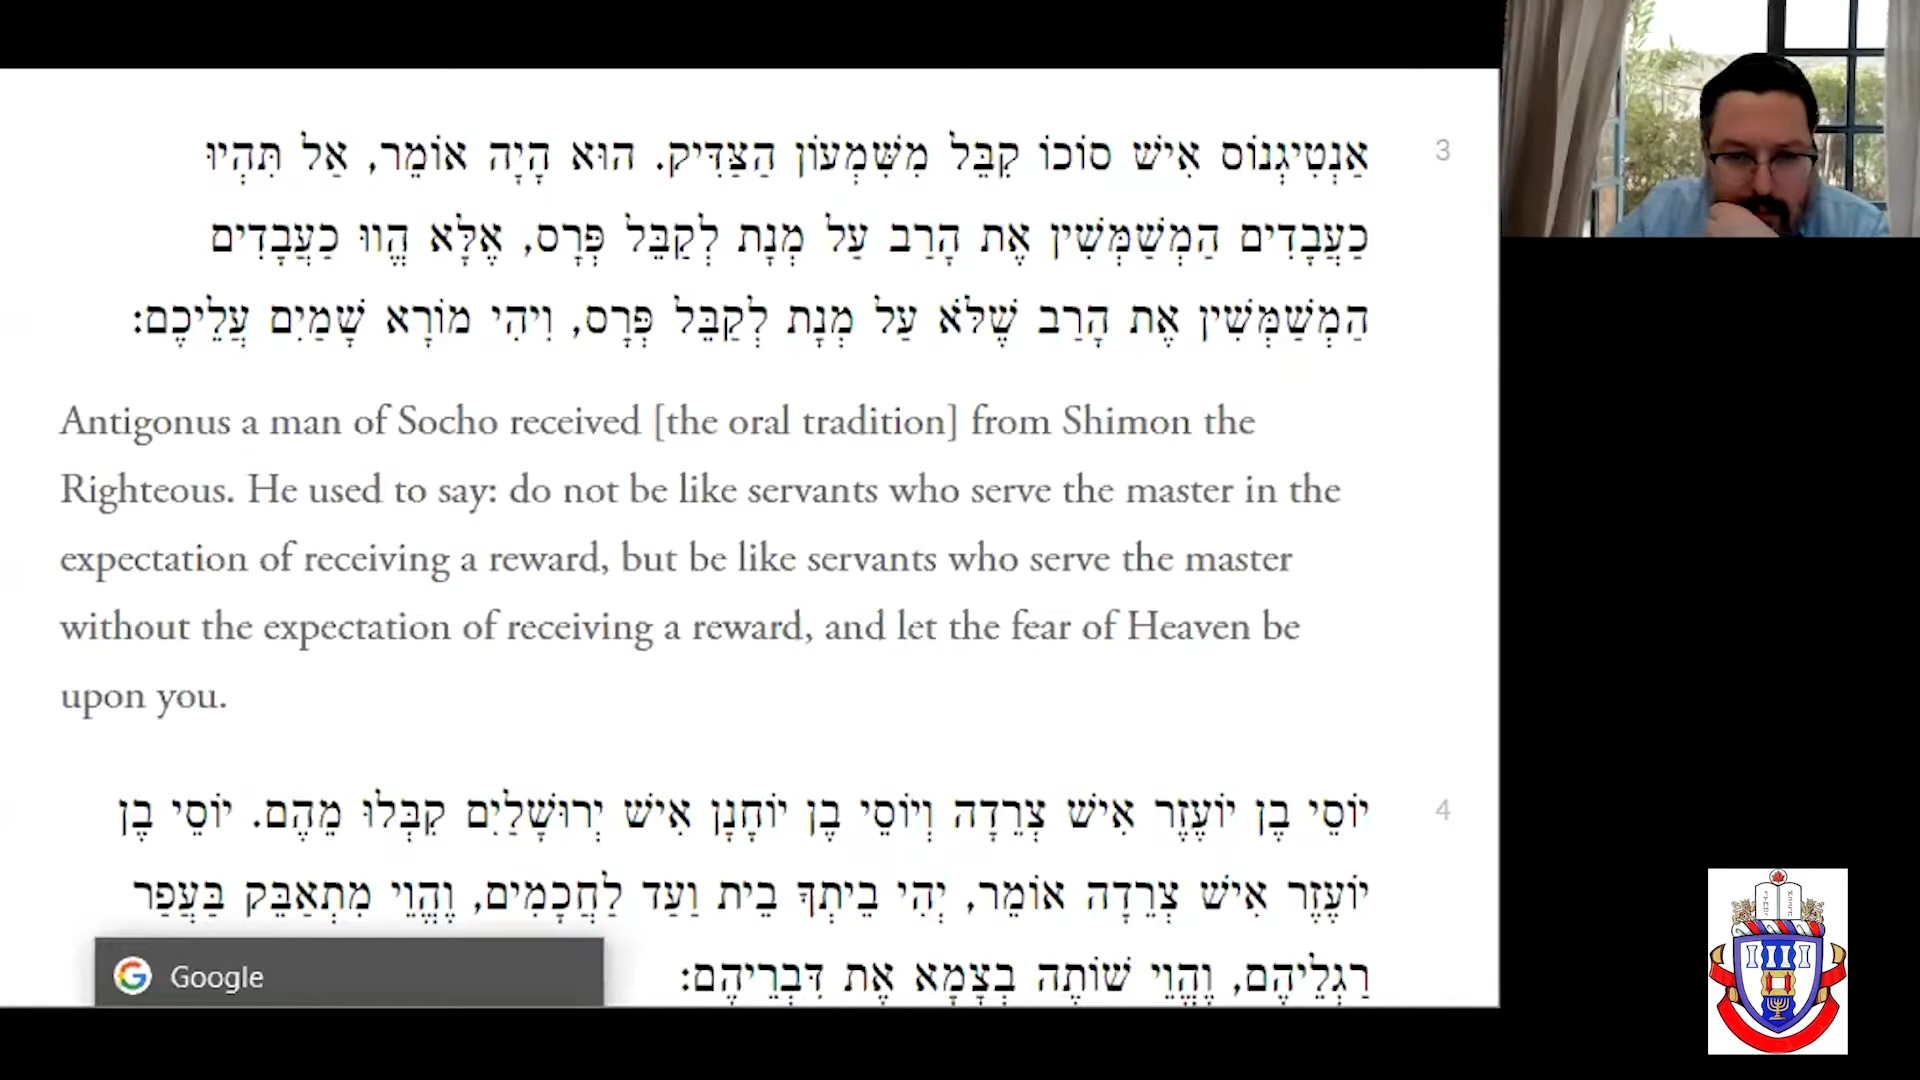 אַנְטִיגְנוֹס אִישׁ סוֹכוֹ קִבֵּל מִשִּׁמְעוֹן הַצַּדִּיק. הוּא הָיָה אוֹמֵר, אַל תִּהְיוּ
3
כַעֲבָדִים הַמְשַׁמְּשִׁין אֶת הָרַב עַל מְנָת לְקַבֵּל פְּרָס, אֶלָּא הֱווּ כַעֲבָדִים
הַמְשַׁמְּשִׁין אֶת הָרַב שֶׁלֹּא עַל מְנָת לְקַבֵּל פְּרָס, וִיהִי מוֹרָא שָׁמַיִם עֲלֵיכֶם:
Antigonus a man of Socho received [the oral tradition] from Shimon the
Righteous. He used to say: do not be like servants who serve the master in the
expectation of receiving a reward, but be like servants who serve the master
without the expectation of receiving a reward, and let the fear of Heaven be
upon you.
יוֹסֵי בֶן יוֹעֶזֶר אִישׁ צְרֵדָה וְיוֹסֵי בֶן יוֹחָנָן אִישׁ יְרוּשָׁלַיִם קִבְּלוּ מֵהֶם. יוֹסֵי בֶן
4
יוֹעֶזֶר אִישׁ צְרֵדָה אוֹמֵר, יְהִי בֵיתְךָ בֵית וַעַד לַחֲכָמִים, וֶהֱוֵי מִתְאַבֵּק בַּעֲפַר
רַגְלֵיהֶם, וֶהֱוֵי שׁוֹתֶה בְצָמָא אֶת דִּבְרֵיהֶם:
Google